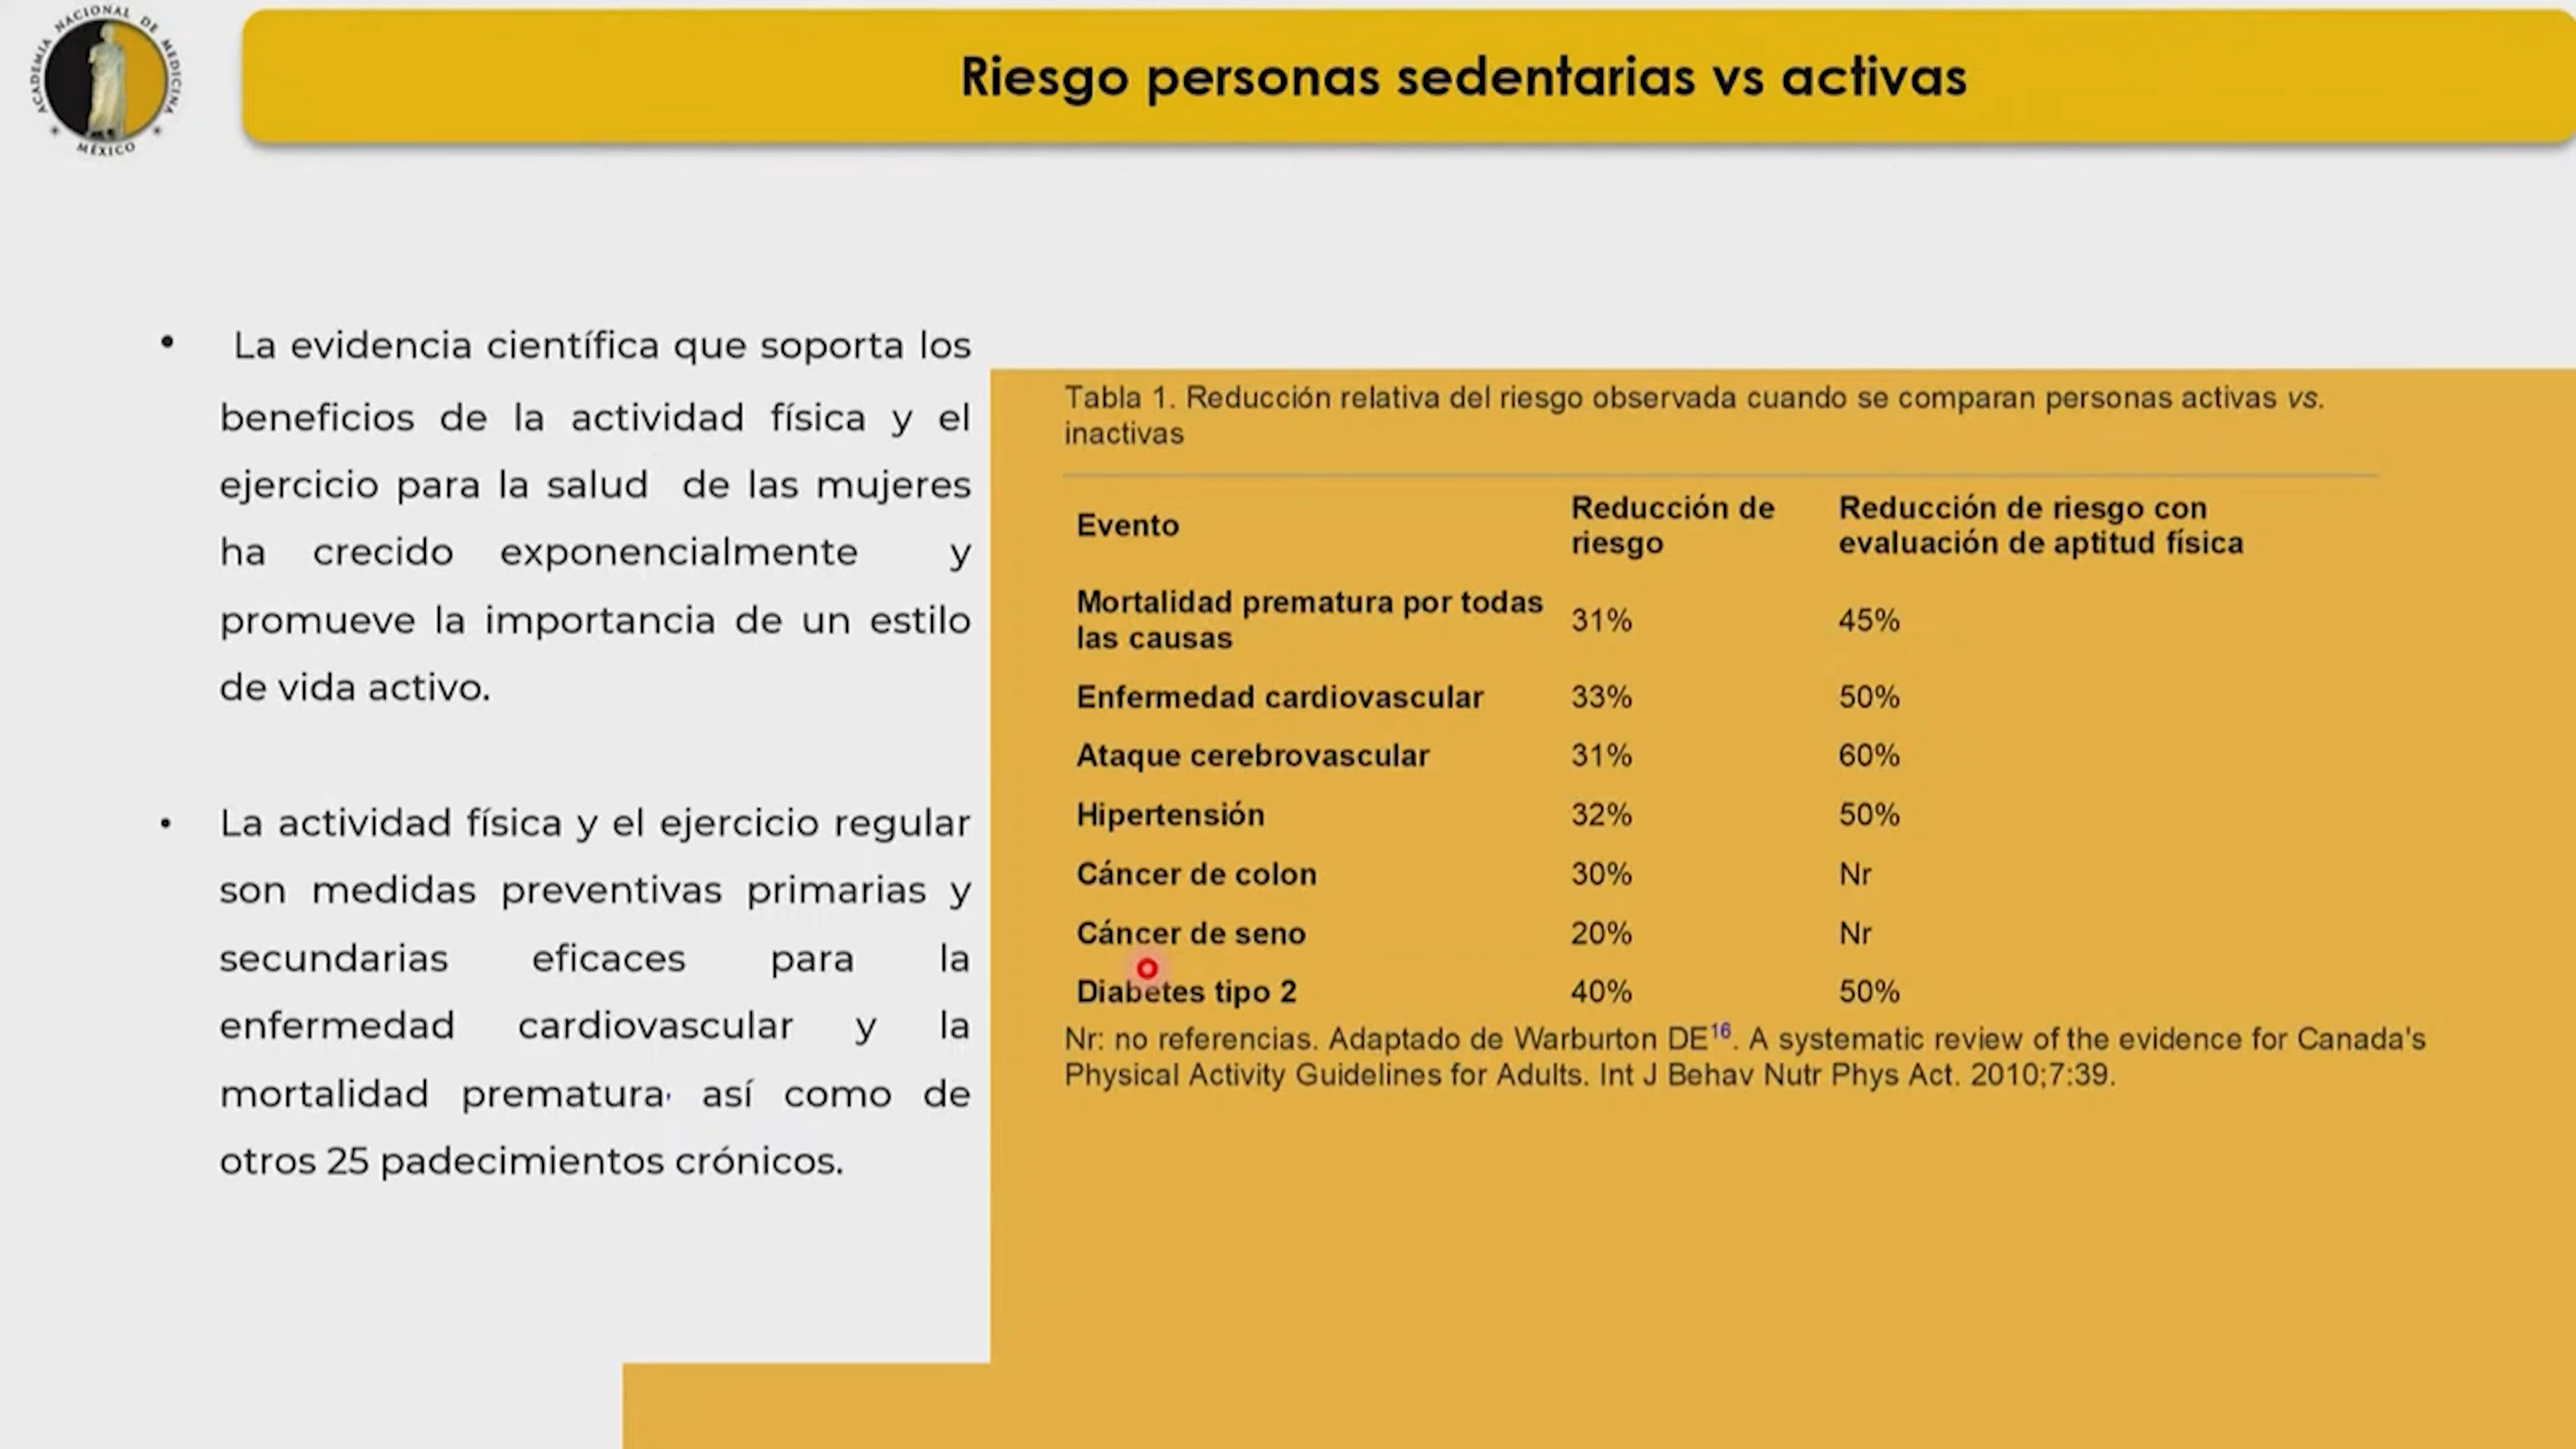 ACADEMIA NACIONAL DE MEDICINA
MÉXICO
Riesgo personas sedentarias vs activas
• La evidencia científica que soporta los
beneficios de la actividad física y el
ejercicio para la salud de las mujeres
ha crecido exponencialmente y
promueve la importancia de un estilo
de vida activo.
• La actividad física y el ejercicio regular
son medidas preventivas primarias y
secundarias eficaces para la
enfermedad cardiovascular y la
mortalidad prematura, así como de
otros 25 padecimientos crónicos.
Tabla 1. Reducción relativa del riesgo observada cuando se comparan personas activas vs.
inactivas
Evento Reducción de riesgo Reducción de riesgo con evaluación de aptitud física
Mortalidad prematura por todas las causas 31% 45%
Enfermedad cardiovascular 33% 50%
Ataque cerebrovascular 31% 60%
Hipertensión 32% 50%
Cáncer de colon 30% Nr
Cáncer de seno 20% Nr
Diabetes tipo 2 40% 50%
Nr: no referencias. Adaptado de Warburton DE16. A systematic review of the evidence for Canada's
Physical Activity Guidelines for Adults. Int J Behav Nutr Phys Act. 2010;7:39.